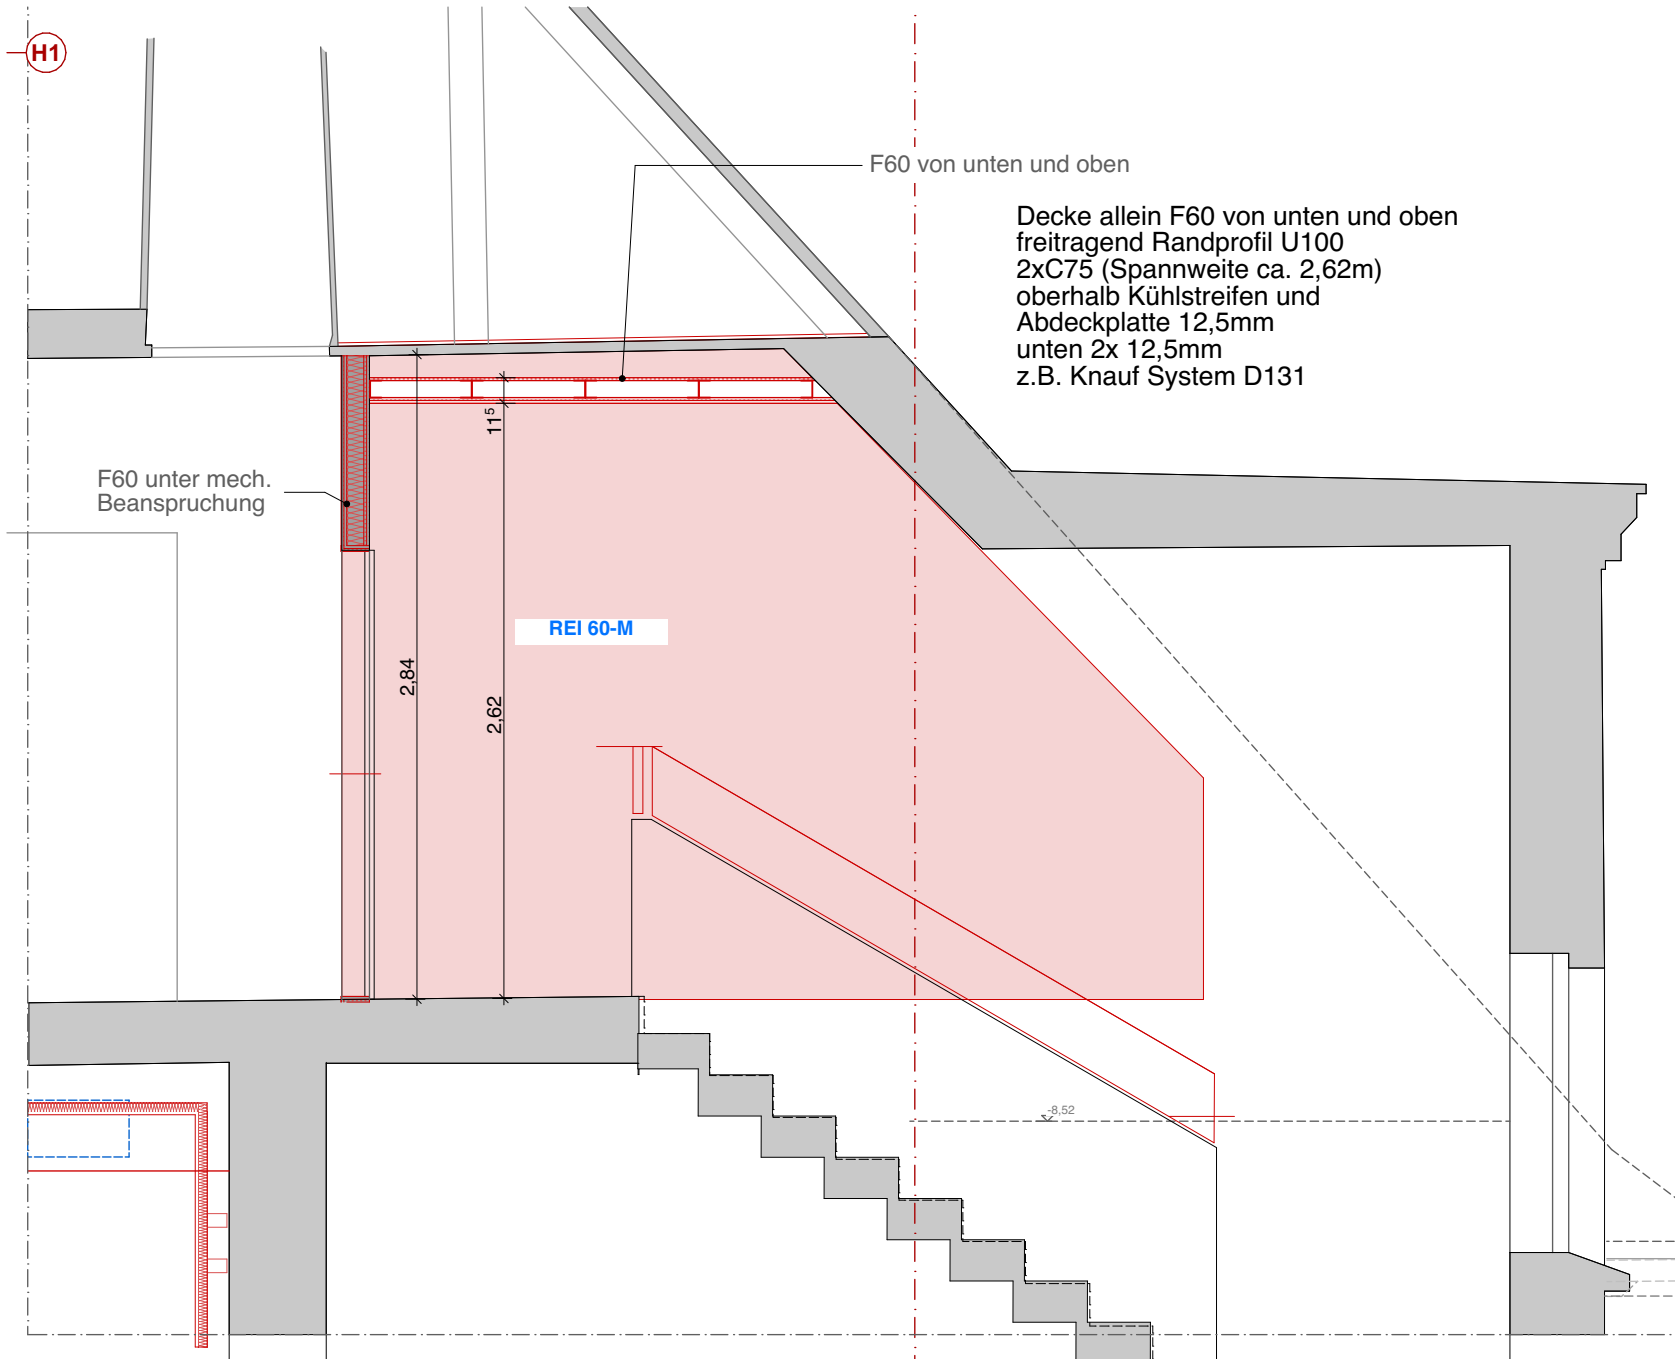 H1
F60 von unten und oben
Decke allein F60 von unten und oben
freitragend Randprofil U100
2xC75 (Spannweite ca. 2,62m)
oberhalb Kühlstreifen und
Abdeckplatte 12,5mm
unten 2x 12,5mm
z.B. Knauf System D131
11⁵
F60 unter mech.
Beanspruchung
REI 60-M
2,84
2,62
-8,52